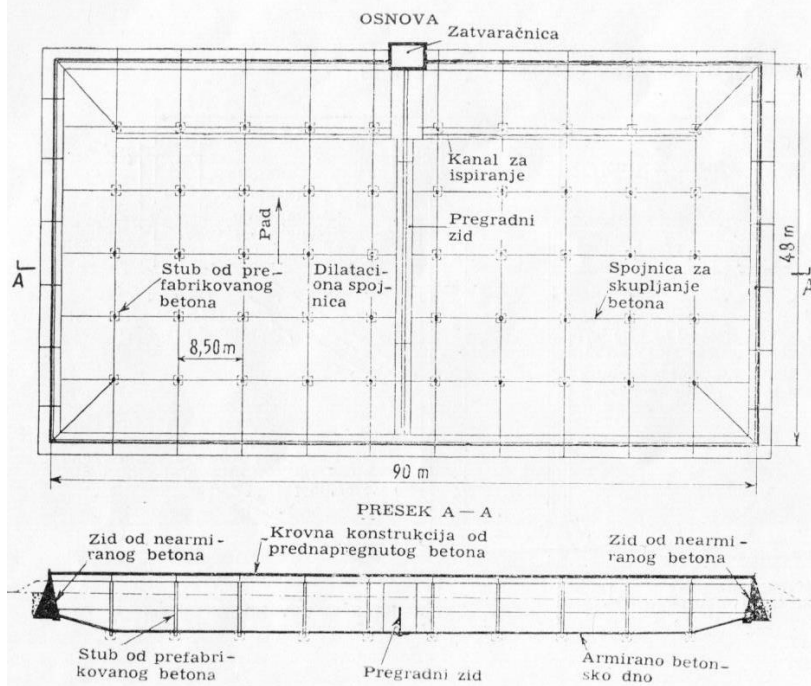 OSNOVA
Zatvaračnica
Kanal za
ispiranje
Pad
Pregradni
zid
48 m
A
Stub od pre-
fabrikovanog
betona
Dilataci-
ona spoj-
nica
Spojnica za
skupljanje
betona
A
8,50 m
90 m
PRESEK A—A
Zid od nearmi-
ranog betona
Krovna konstrukcija od
prednapregnutog betona
Zid od nearmi-
ranog betona
Stub od prefabri-
kovanog betona
Pregradni zid
Armirano beton-
sko dno